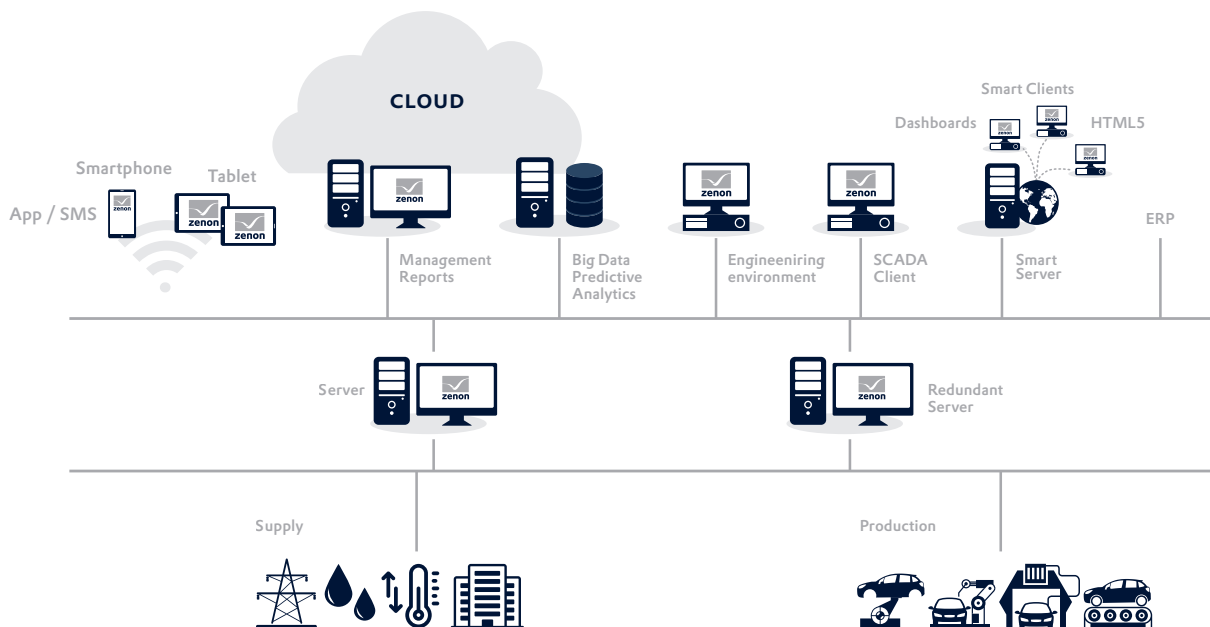 CLOUD
Smart Clients
Dashboards
HTML5
zenon
zenon
zenon
Smartphone
Tablet
App / SMS
zenon
zenon
zenon
zenon
zenon
zenon
ERP
Management
Reports
Big Data
Predictive
Analytics
Engineeniring
environment
SCADA
Client
Smart
Server
Server
zenon
zenon
Redundant
Server
Supply
Production